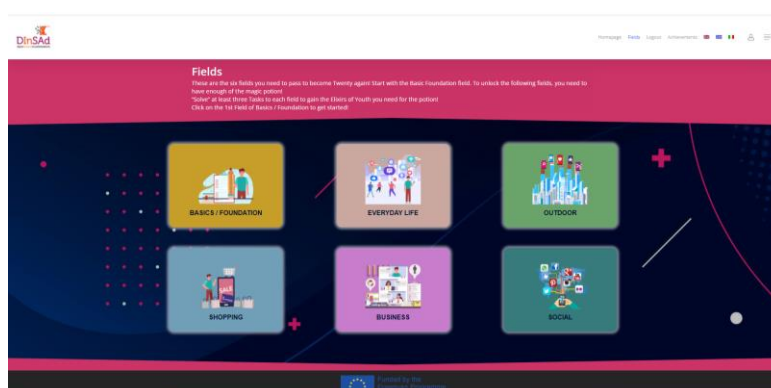 DInSAd
Homepage Fields Logout Achievements
Fields
These are the six fields you need to pass to become Twenty again! Start with the Basic Foundation field. To unlock the following fields, you need to
have enough of the magic potion!
"Solve" at least three Tasks to each field to gain the Elixirs of Youth you need for the potion!
Click on the 1st Field of Basics / Foundation to get started!
BASICS / FOUNDATION
EVERYDAY LIFE
OUTDOOR
SALE
SHOPPING
BUSINESS
SOCIAL
Funded by the